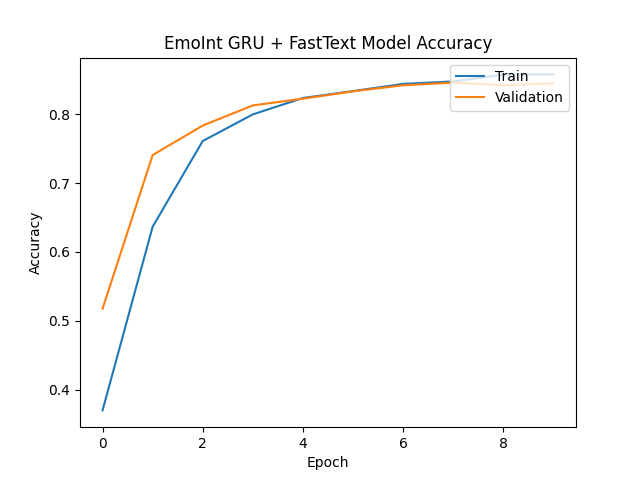 EmoInt GRU + FastText Model Accuracy
Train
Validation
0.8
0.7
0.6
0.5
0.4
Accuracy
0 2 4 6 8
Epoch